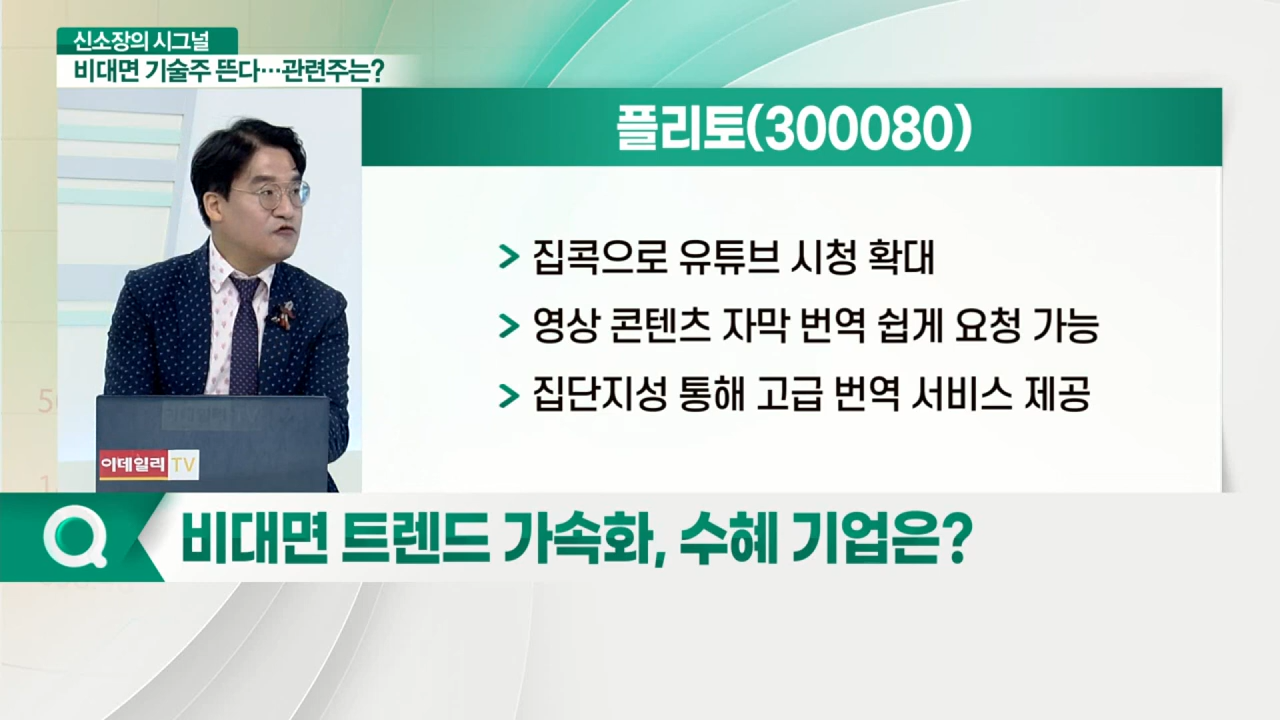 신소장의 시그널
비대면 기술주 뜬다…관련주는?
플리토(300080)
> 집콕으로 유튜브 시청 확대
> 영상 콘텐츠 자막 번역 쉽게 요청 가능
> 집단지성 통해 고급 번역 서비스 제공
이데일리 TV
Q 비대면 트렌드 가속화, 수혜 기업은?